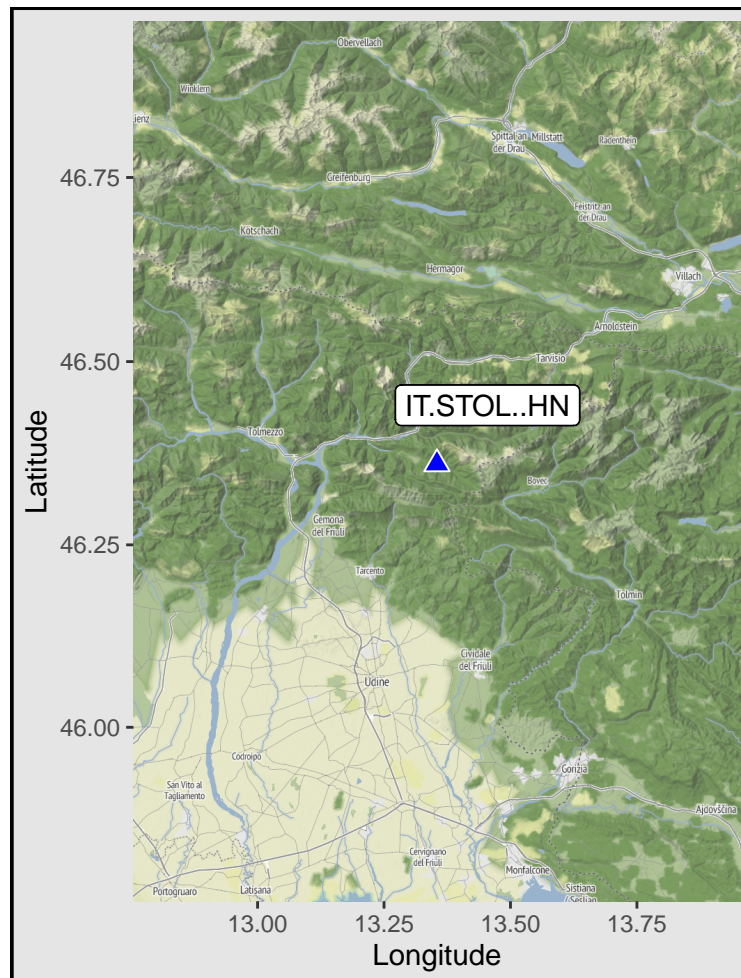 Obervellach
Winklern
ienz
Spittal an
der Drau
Millstatt
Radenthein
46.75
Greifenburg
Feistritz an
der Drau
Kötschach
Hermagor
Villach
Arnoldstein
46.50
Tarvisio
IT.STOL..HN
Tolmezzo
Latitude
Bovec
Gemona
del Friuli
46.25
Tarcento
Tolmin
Cividale
del Friuli
Udine
46.00
Codroipo
Gorizia
San Vito al
Tagliamento
Ajdovščina
Cervignano
del Friuli
Monfalcone
Portogruaro
Latisana
Sistiana
Sesljan
13.00
13.25
13.50
13.75
Longitude